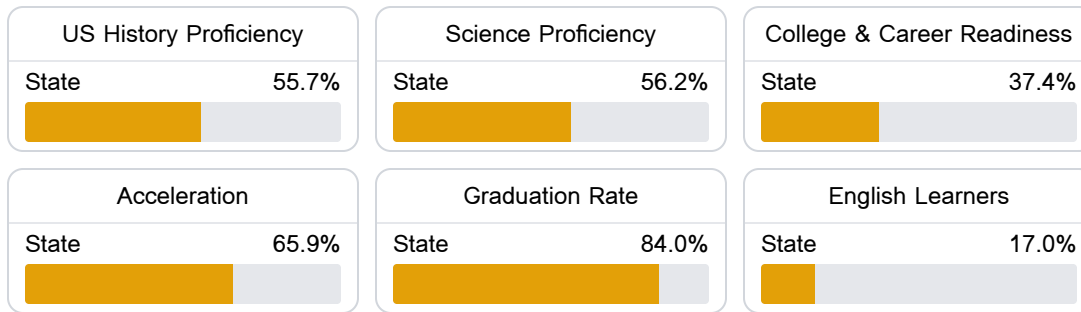 US History Proficiency
State 55.7%
Science Proficiency
State 56.2%
College & Career Readiness
State 37.4%
Acceleration
State 65.9%
Graduation Rate
State 84.0%
English Learners
State 17.0%